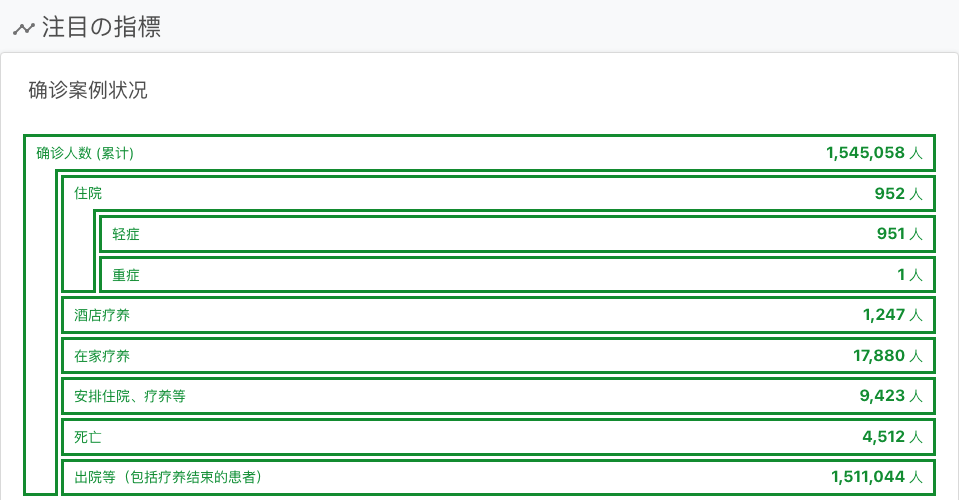 注目の指標
确诊案例状况
确诊人数 (累计) 1,545,058 人
住院 952 人
轻症 951 人
重症 1 人
酒店疗养 1,247 人
在家疗养 17,880 人
安排住院、疗养等 9,423 人
死亡 4,512 人
出院等（包括疗养结束的患者） 1,511,044 人